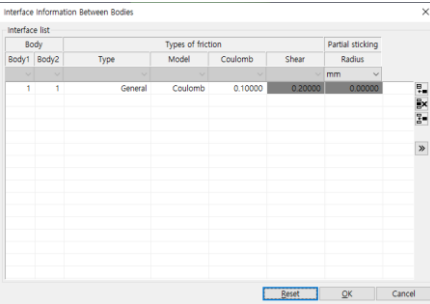 Interface Information Between Bodies
Interface list
Body Types of friction Partial sticking
Body1 Body2 Type Model Coulomb Shear Radius
mm
1 1 General Coulomb 0.10000 0.20000 0.00000
Reset OK Cancel